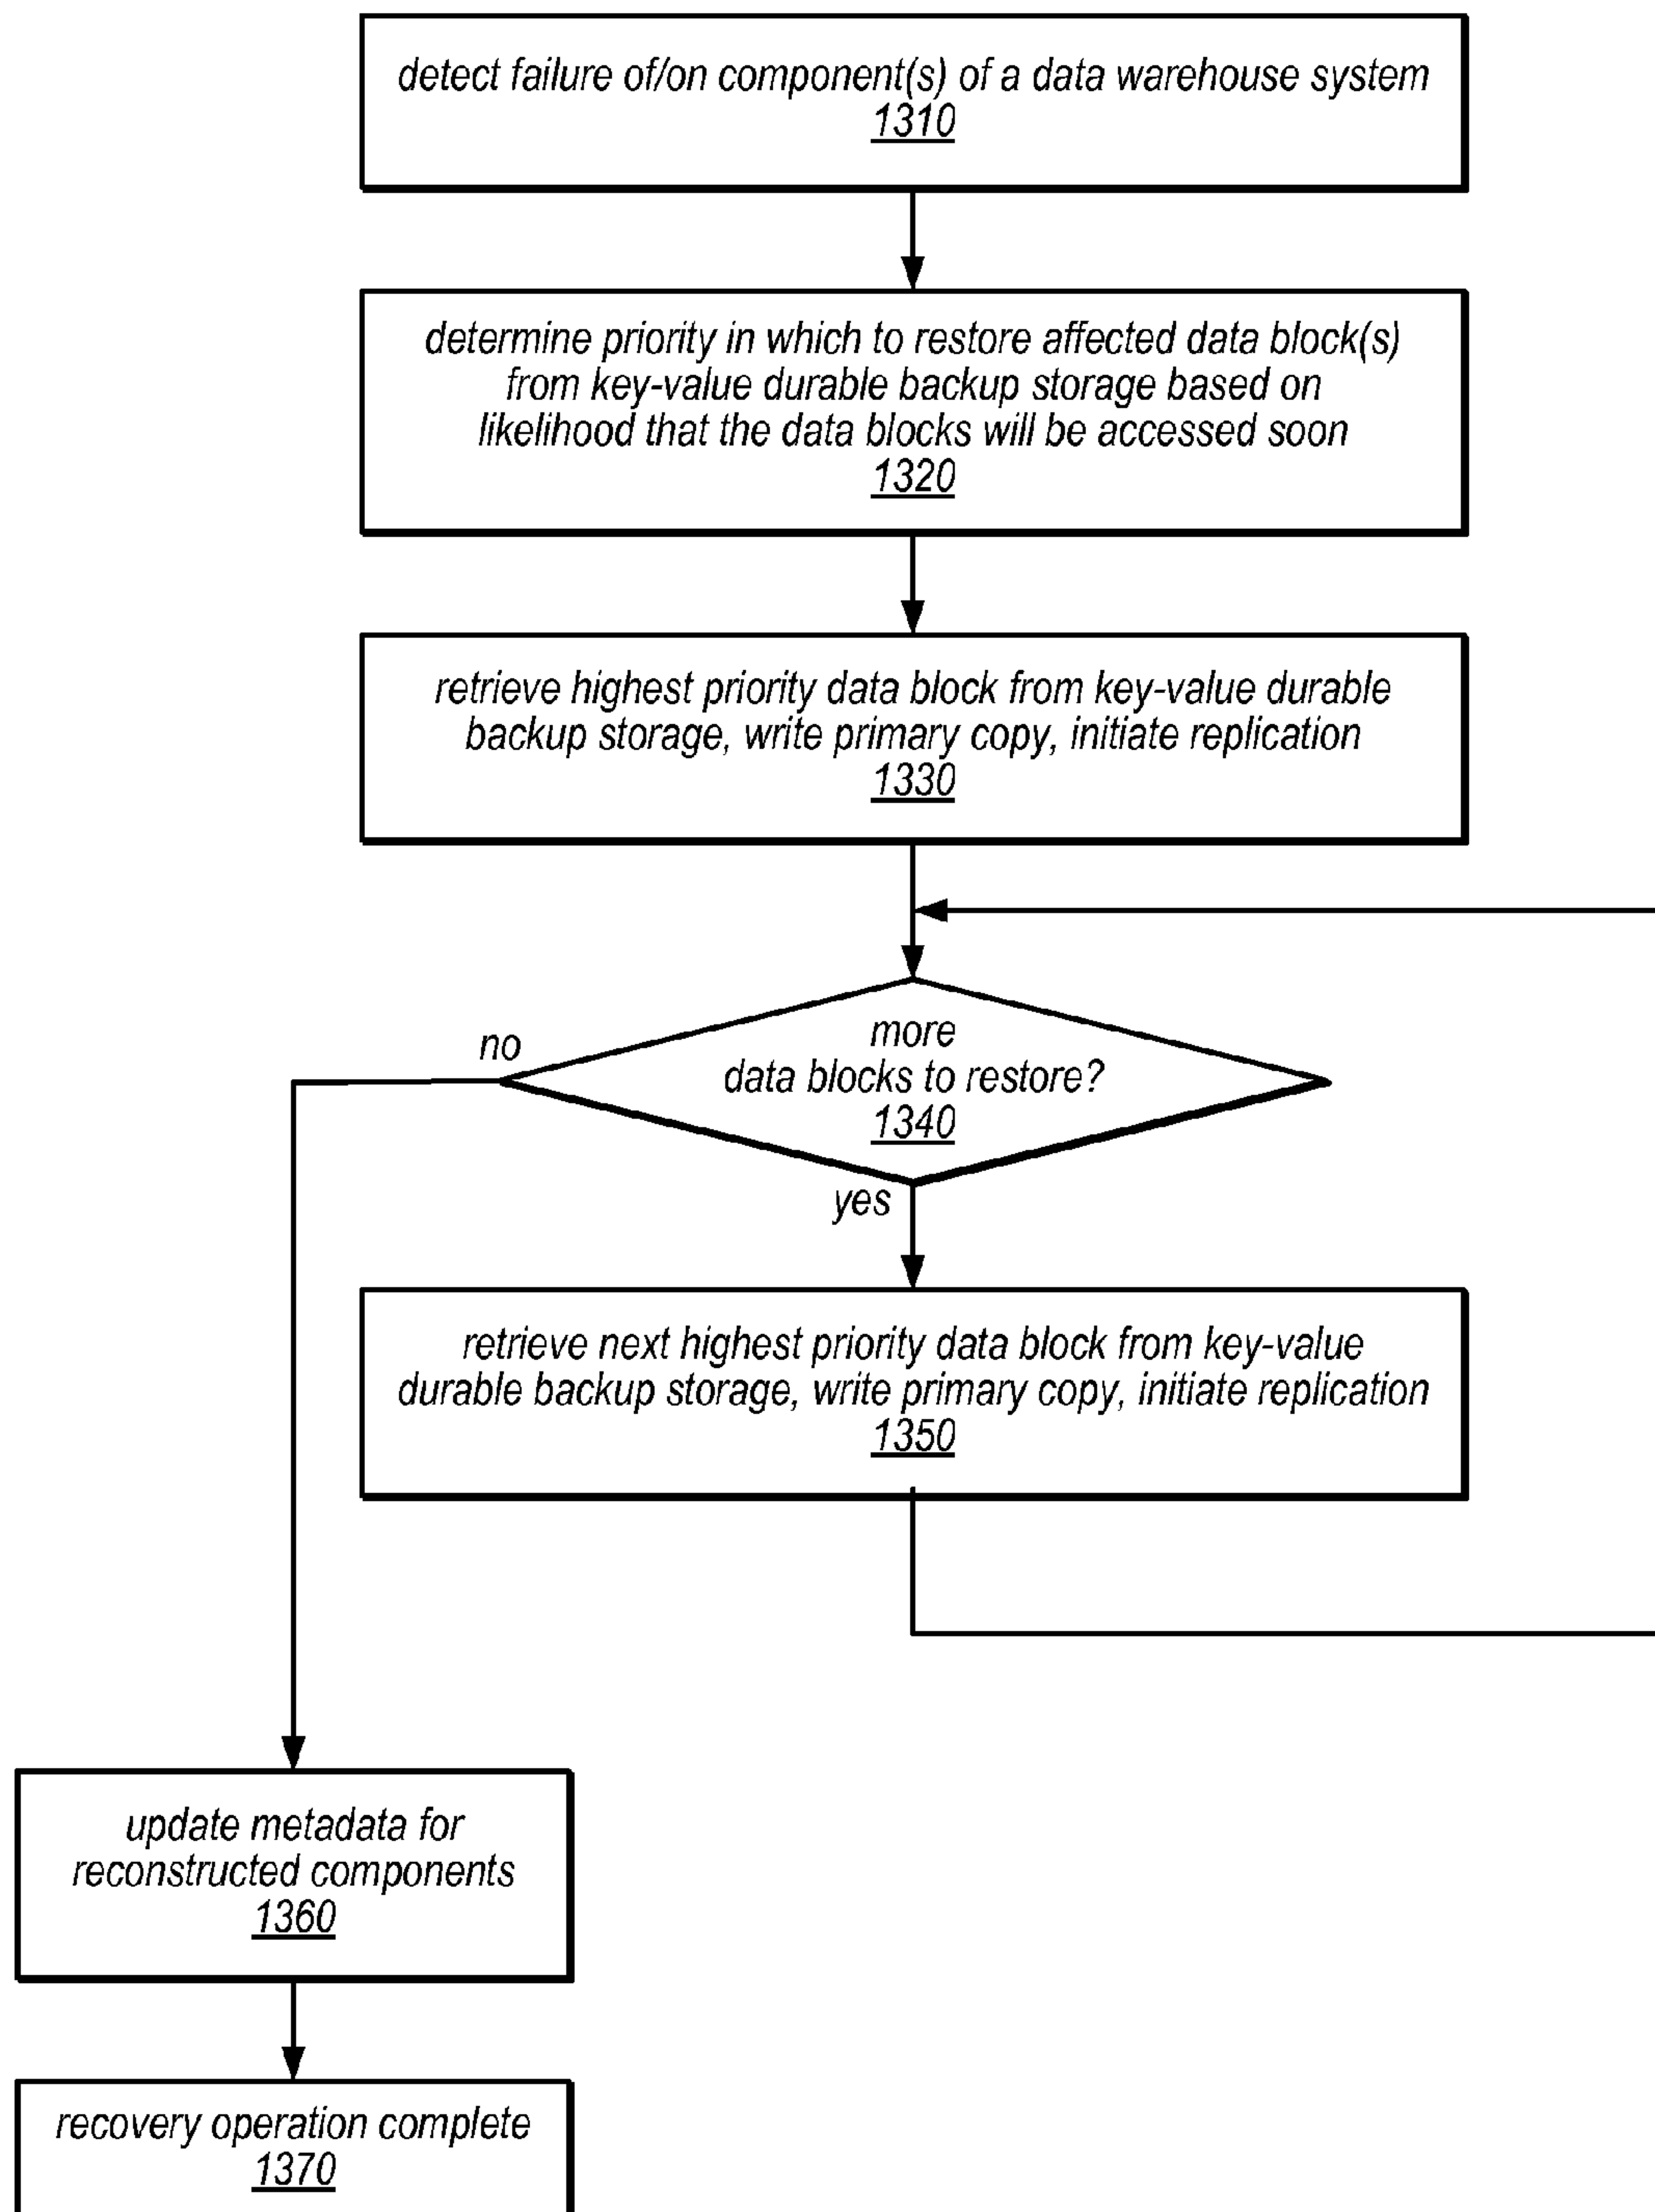 detect failure of/on component(s) of a data warehouse system
1310
determine priority in which to restore affected data block(s)
from key-value durable backup storage based on
likelihood that the data blocks will be accessed soon
1320
retrieve highest priority data block from key-value durable
backup storage, write primary copy, initiate replication
1330
more
data blocks to restore?
1340
no
yes
retrieve next highest priority data block from key-value
durable backup storage, write primary copy, initiate replication
1350
update metadata for
reconstructed components
1360
recovery operation complete
1370